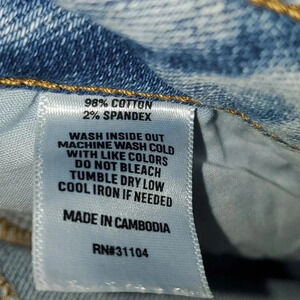 98% COTTON
2% SPANDEX
WASH INSIDE OUT
MACHINE WASH COLD
WITH LIKE COLORS
DO NOT BLEACH
TUMBLE DRY LOW
COOL IRON IF NEEDED
MADE IN CAMBODIA
RN#31104